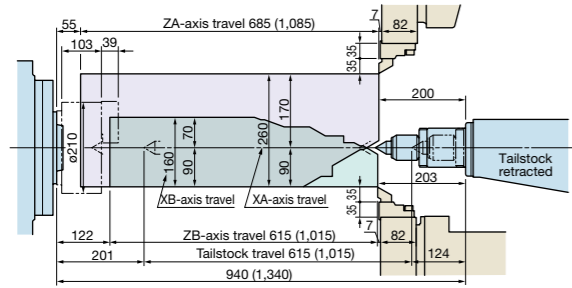 ZA-axis travel 685 (1,085)
7
55
82
103
39
35
35
200
170
70
260
ø210
160
90
90
Tailstock
retracted
XB-axis travel
XA-axis travel
203
35
35
7
122
ZB-axis travel 615 (1,015)
82
201
Tailstock travel 615 (1,015)
124
940 (1,340)